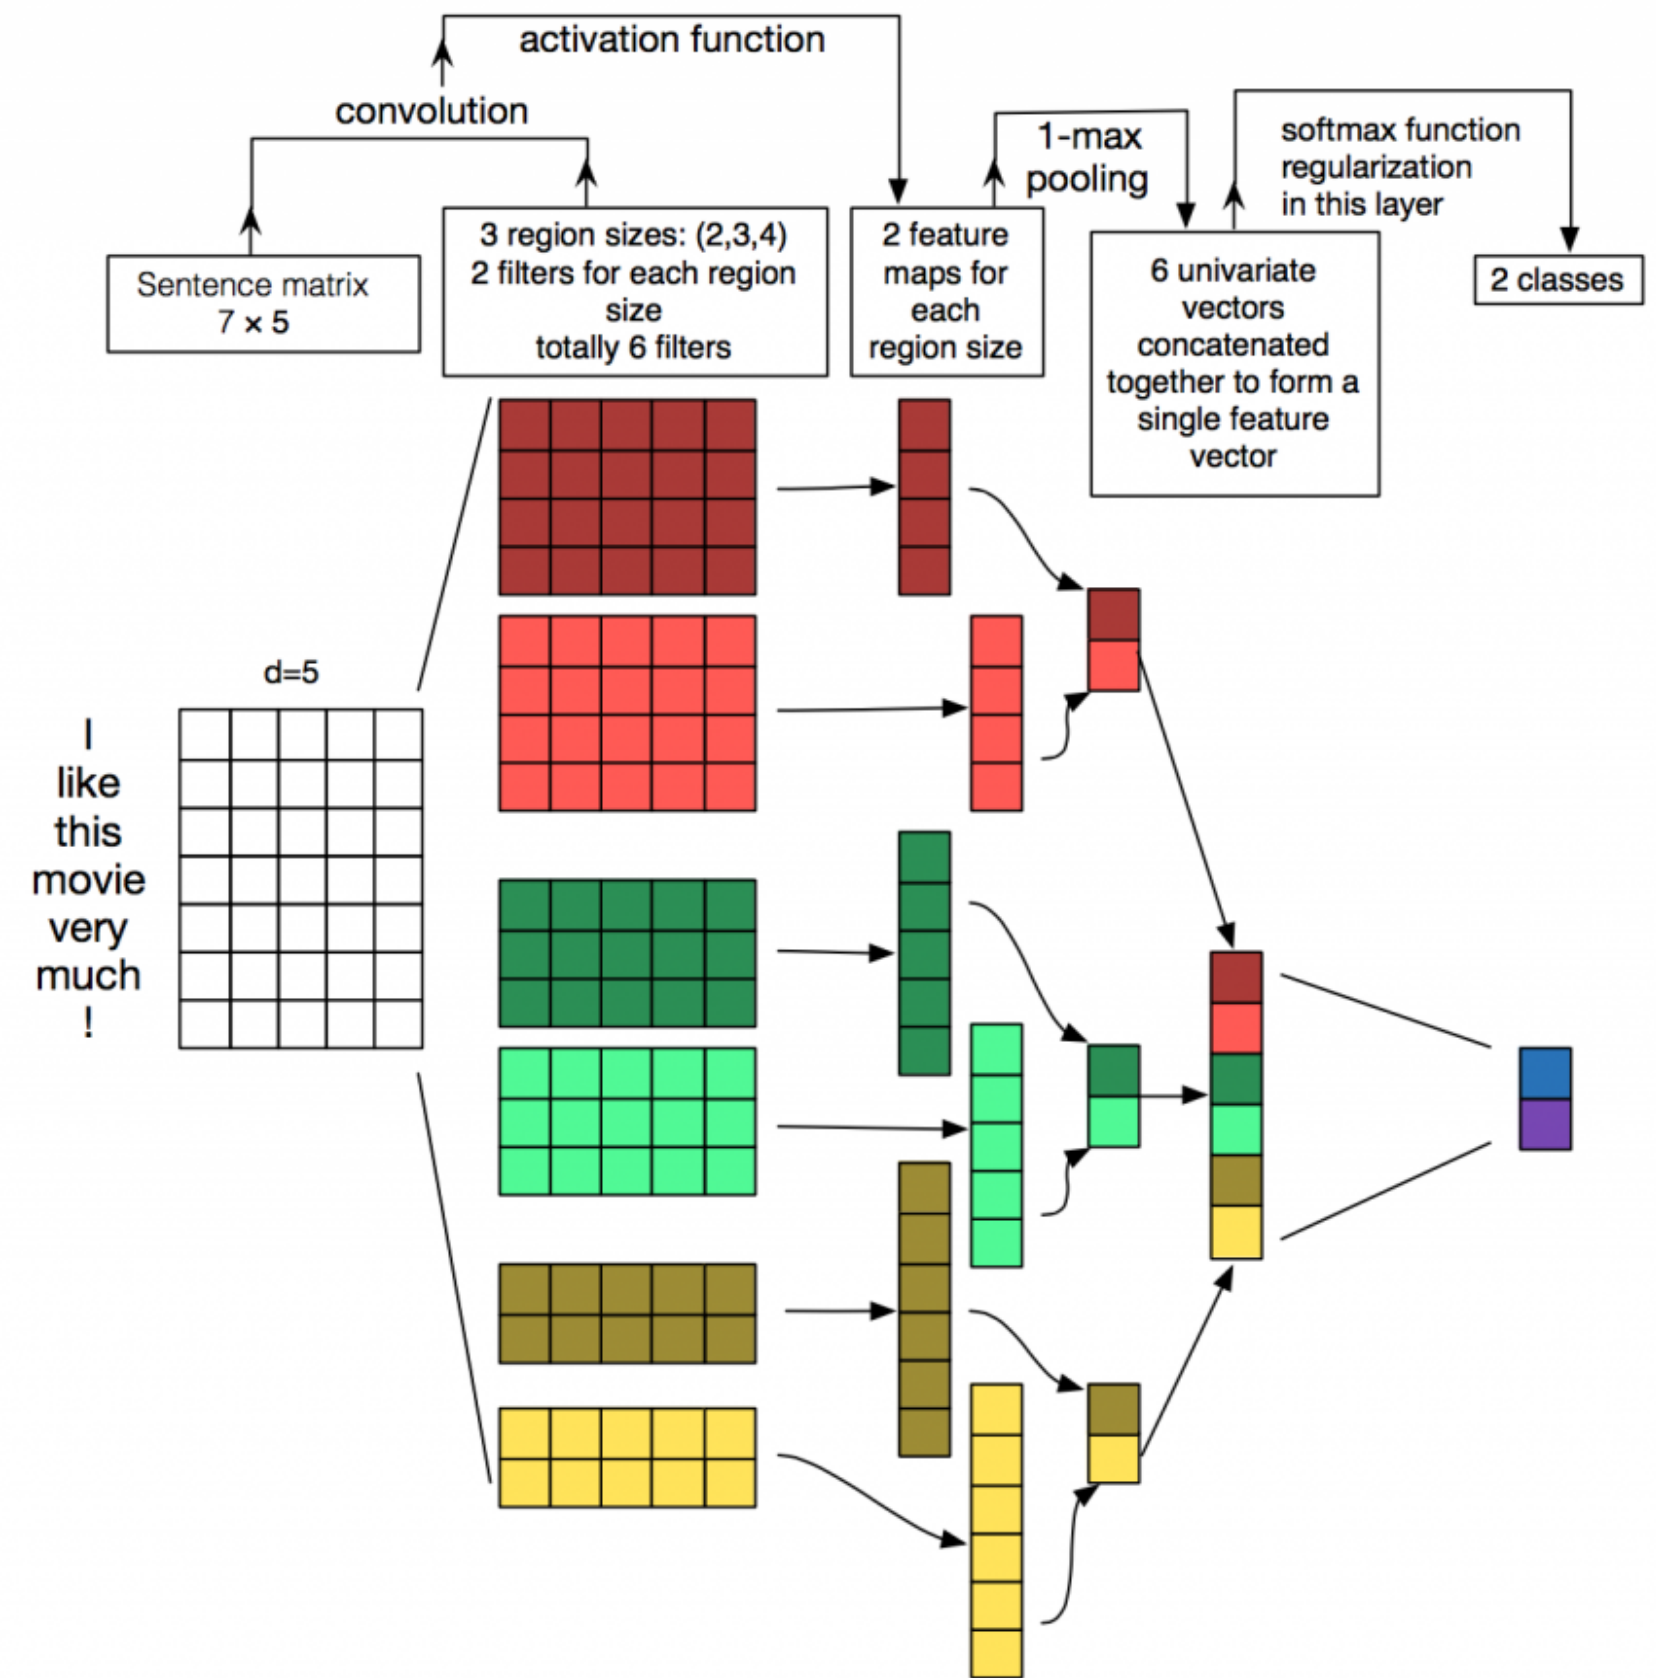 activation function
convolution
1-max
pooling
softmax function
regularization
in this layer
Sentence matrix
7 × 5
3 region sizes: (2,3,4)
2 filters for each region
size
totally 6 filters
2 feature
maps for
each
region size
6 univariate
vectors
concatenated
together to form a
single feature
vector
2 classes
d=5
I
like
this
movie
very
much
!